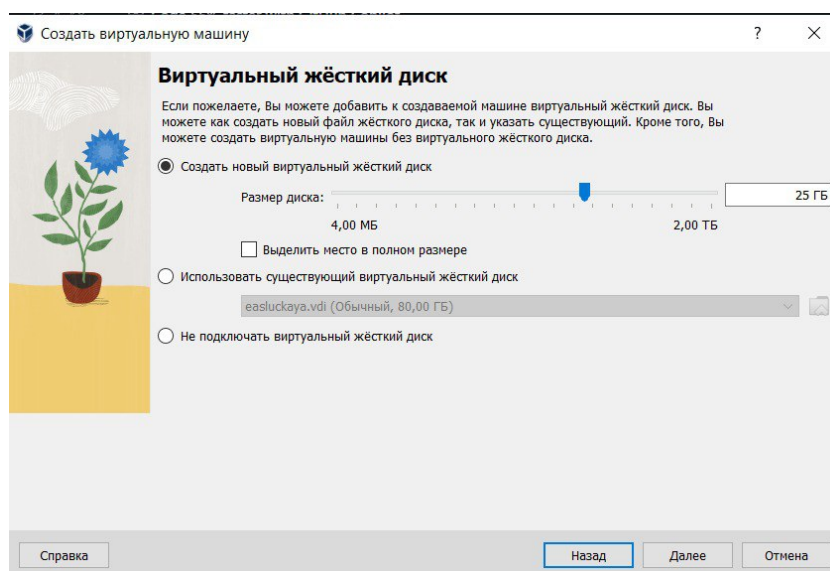 Создать виртуальную машину
?
Виртуальный жёсткий диск
Если пожелаете, Вы можете добавить к создаваемой машине виртуальный жёсткий диск. Вы
можете как создать новый файл жёсткого диска, так и указать существующий. Кроме того, Вы
можете создать виртуальную машины без виртуального жёсткого диска.
Создать новый виртуальный жёсткий диск
Размер диска:
25 ГБ
4,00 МБ
2,00 ТБ
Выделить место в полном размере
Использовать существующий виртуальный жёсткий диск
easluckaya.vdi (Обычный, 80,00 ГБ)
Не подключать виртуальный жёсткий диск
Справка
Назад
Далее
Отмена